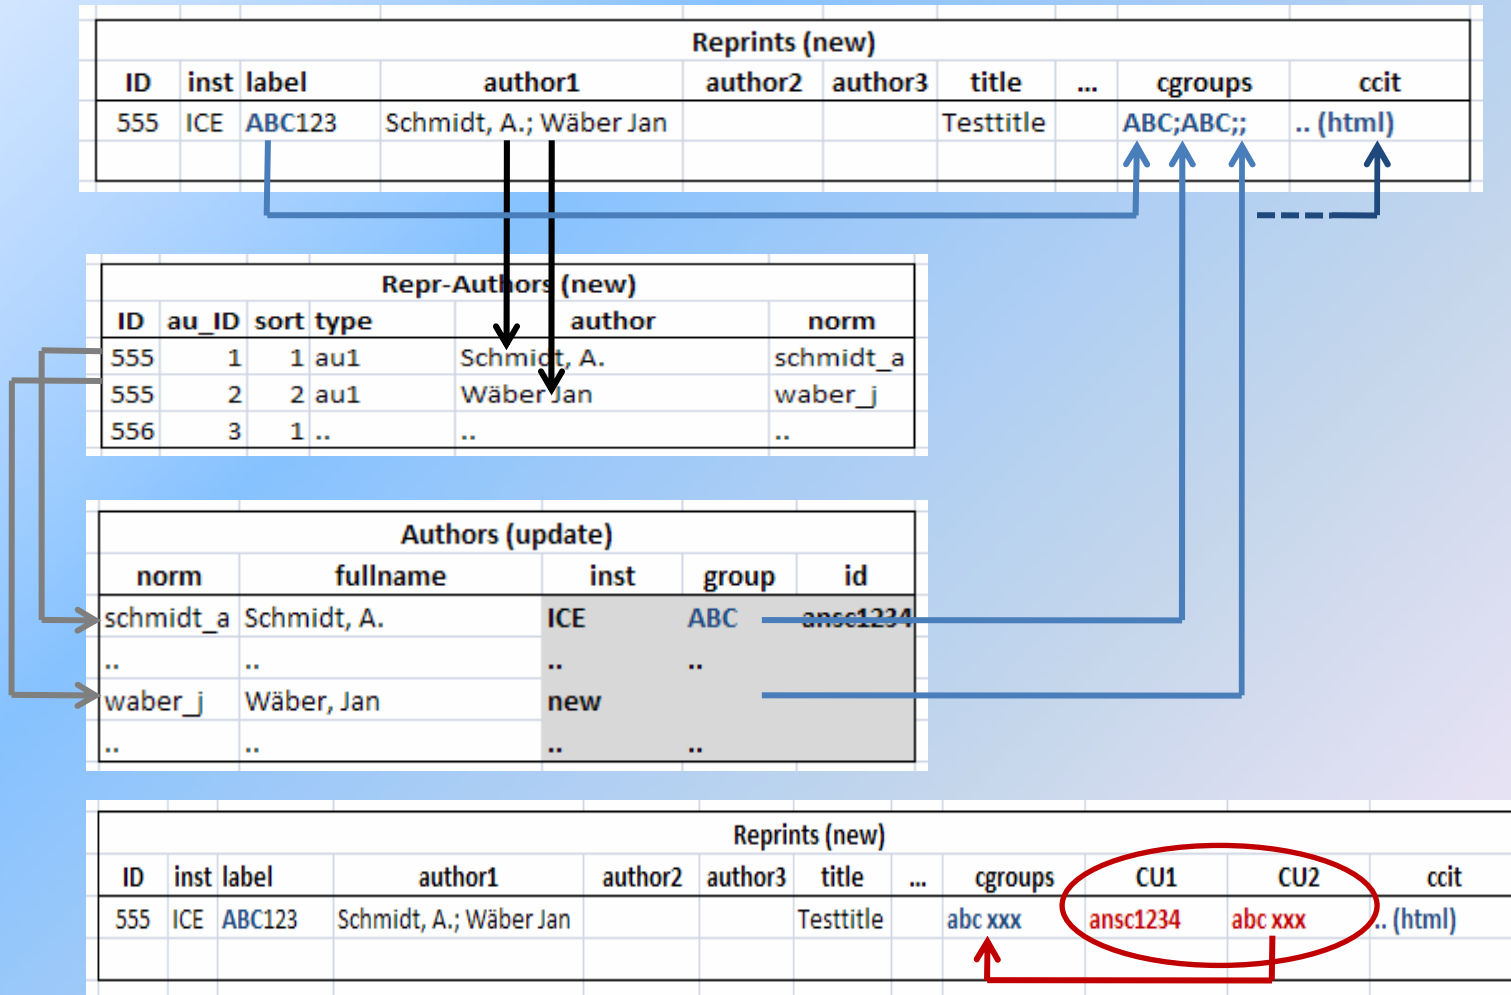 Reprints (new)
ID inst label author1 author2 author3 title ... cgroups ccit
555 ICE ABC123 Schmidt, A.; Wäber Jan Testtitle ABC;ABC;; .. (html)
Repr-Authors (new)
ID au_ID sort type author norm
555 1 1 au1 Schmidt, A. schmidt_a
555 2 2 au1 Wäber Jan waber_j
556 3 1 .. .. ..
Authors (update)
norm fullname inst group id
schmidt_a Schmidt, A. ICE ABC ansc1234
.. .. .. ..
waber_j Wäber, Jan new
.. .. .. ..
Reprints (new)
ID inst label author1 author2 author3 title ... cgroups CU1 CU2 ccit
555 ICE ABC123 Schmidt, A.; Wäber Jan Testtitle abc xxx ansc1234 abc xxx .. (html)